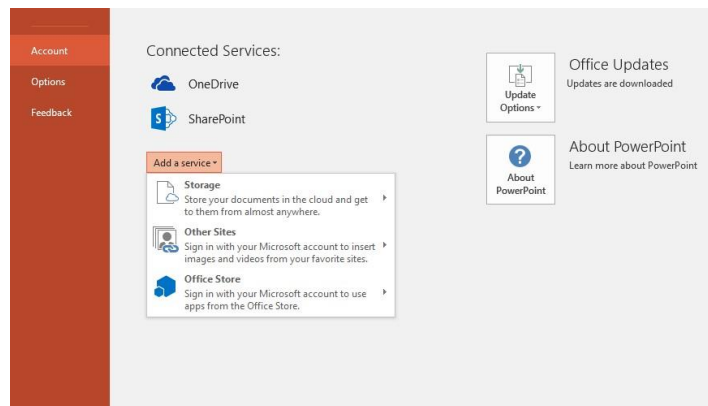 Account
Options
Feedback
Connected Services:
OneDrive
S
SharePoint
Add a service
Storage
Store your documents in the cloud and get
to them from almost anywhere.
Other Sites
Sign in with your Microsoft account to insert
images and videos from your favorite sites.
Office Store
Sign in with your Microsoft account to use
apps from the Office Store.
Update
Options
Office Updates
Updates are downloaded
?
About
PowerPoint
About PowerPoint
Learn more about PowerPoint